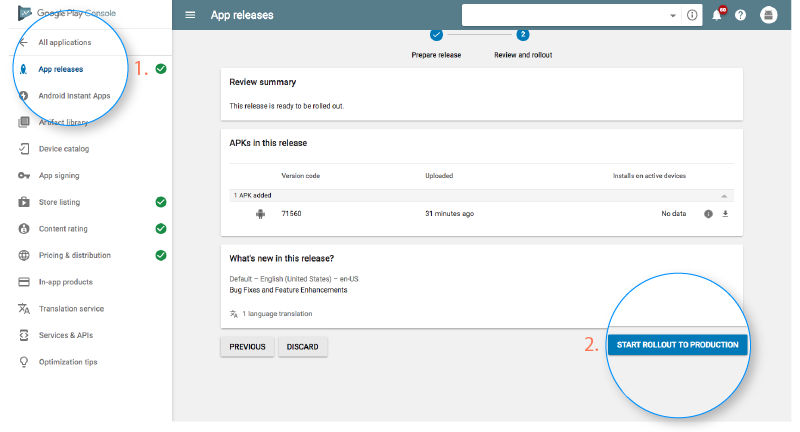 Google Play Console
All applications
App releases
1.
Android Instant Apps
Artifact library
Device catalog
App signing
Store listing
Content rating
Pricing & distribution
In-app products
Translation service
Services & APIs
Optimization tips
App releases
60
2
Prepare release
Review and rollout
Review summary
This release is ready to be rolled out.
APKs in this release
Version code Uploaded Installs on active devices
1 APK added
71560 31 minutes ago No data
What's new in this release?
Default – English (United States) – en-US
Bug Fixes and Feature Enhancements
1 language translation
PREVIOUS DISCARD
2. START ROLLOUT TO PRODUCTION